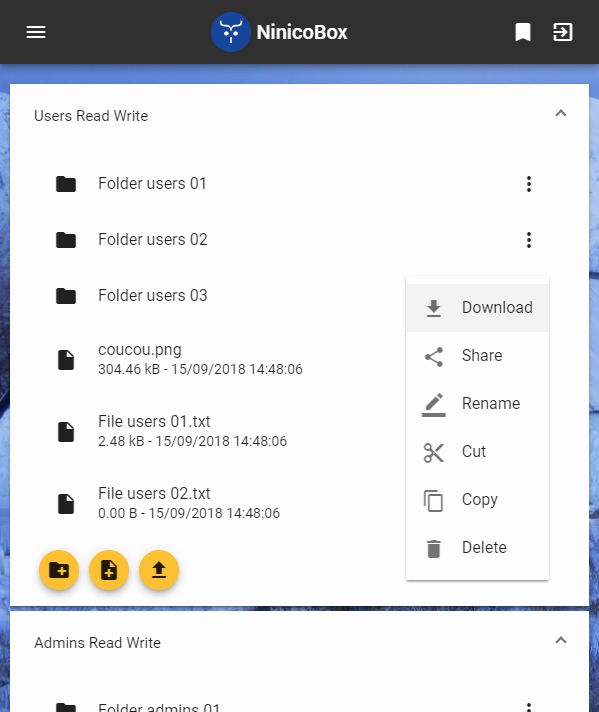 NinicoBox
Users Read Write
Folder users 01
Folder users 02
Folder users 03
coucou.png
304.46 kB - 15/09/2018 14:48:06
File users 01.txt
2.48 kB - 15/09/2018 14:48:06
File users 02.txt
0.00 B - 15/09/2018 14:48:06
Download
Share
Rename
Cut
Copy
Delete
Admins Read Write
Folder admins 01